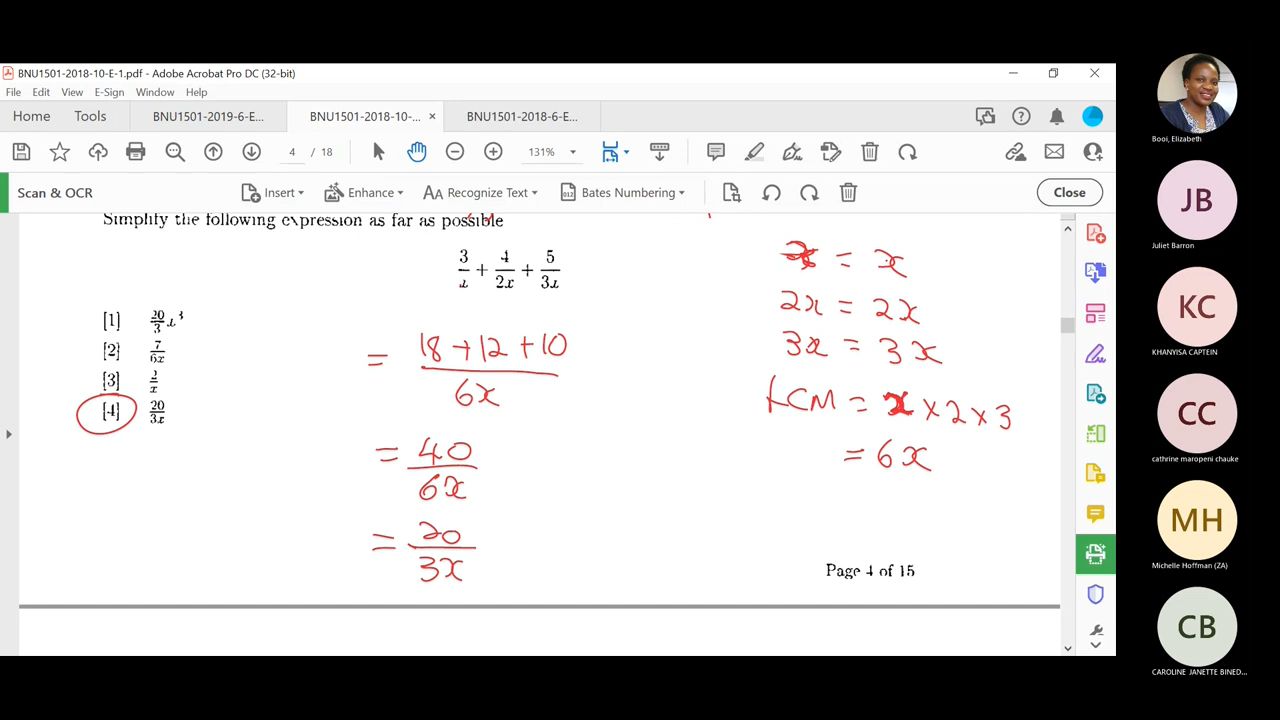 BNU1501-2018-10-E-1.pdf - Adobe Acrobat Pro DC (32-bit)
File Edit View E-Sign Window Help
Home Tools BNU1501-2019-6-E... BNU1501-2018-10-... × BNU1501-2018-6-E...
4 / 18 131%
Scan & OCR Insert Enhance Recognize Text Bates Numbering Close
Simplify the following expression as far as possible
3/x + 4/2x + 5/3x
[1] 20/3 x³
[2] 7/6x
[3] 2/x
[4] 20/3x
= 18 + 12 + 10 / 6x
= 40 / 6x
= 20 / 3x
x = x
2x = 2x
3x = 3x
LCM = x × 2 × 3
= 6x
Page 4 of 15
Booi, Elizabeth
JB
Juliet Barron
KC
KHANYISA CAPTEIN
CC
cathrine maropeni chauke
MH
Michelle Hoffman (ZA)
CB
CAROLINE JANETTE BINED...